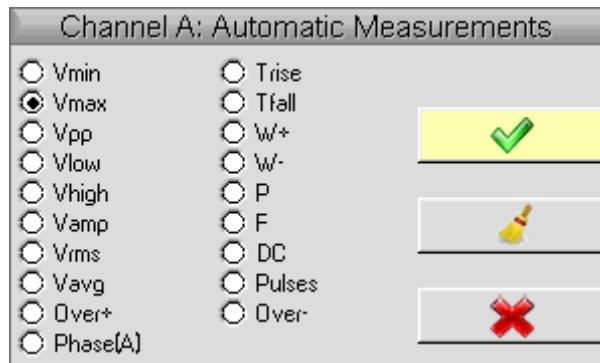 Channel A: Automatic Measurements
Vmin
Vmax
Vpp
Vlow
Vhigh
Vamp
Vrms
Vavg
Over+
Phase(A)
Trise
Tfall
W+
W-
P
F
DC
Pulses
Over-